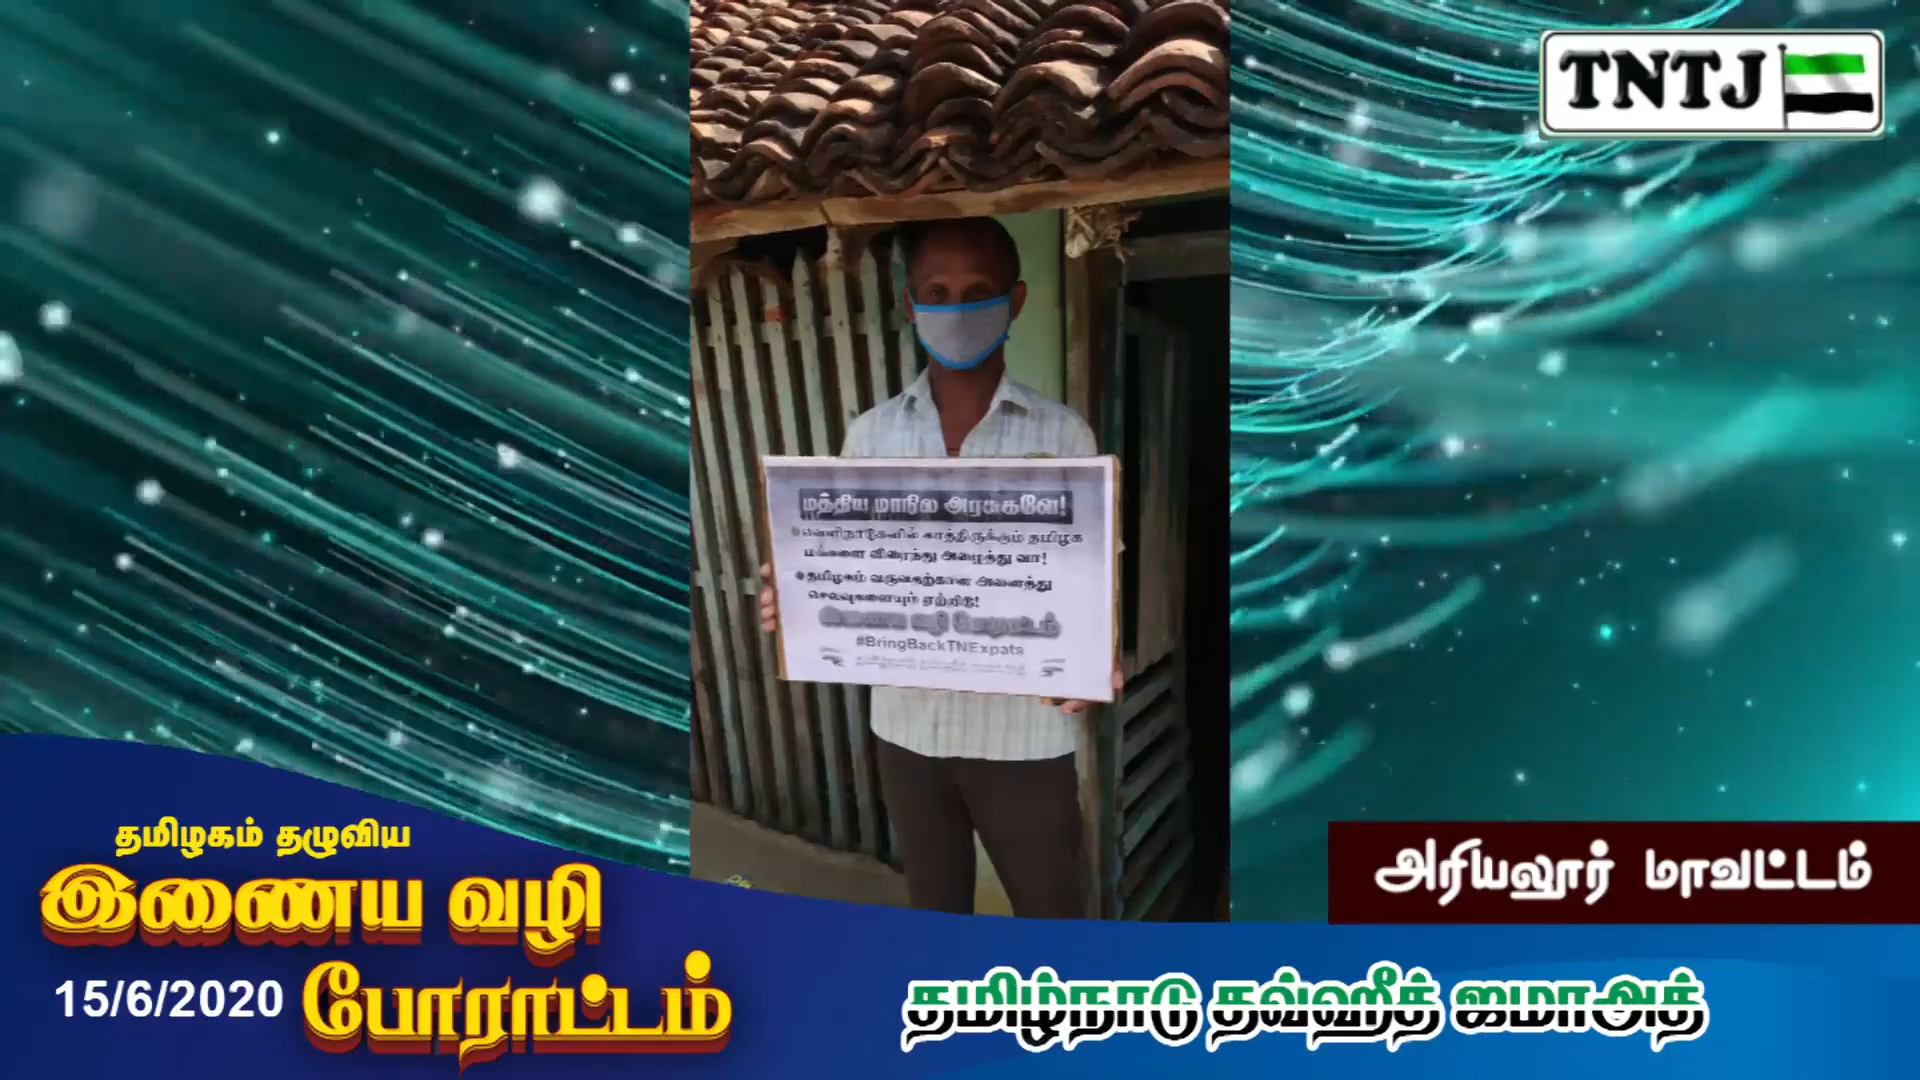 TNTJ
மத்திய மாநில அரசுகளே!
வெளிநாடுகளில் காத்திருக்கும் தமிழக
மக்களை விரைந்து அழைத்து வா!
தமிழகம் வருவதற்கான அனைத்து
செலவுகளையும் ஏற்றிடு!
இணைய வழி போராட்டம்
#BringBackTNExpats
தமிழகம் தழுவிய
இணைய வழி
15/6/2020 போராட்டம்
அரியலூர் மாவட்டம்
தமிழ்நாடு தவ்ஹீத் ஜமாஅத்